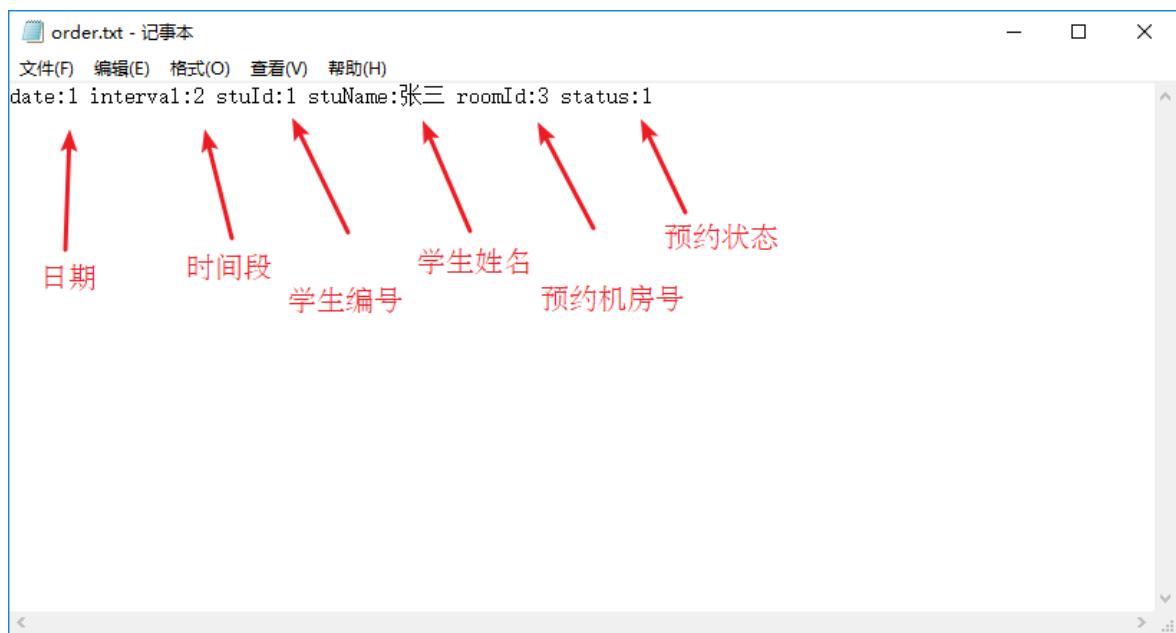 order.txt - 记事本
文件(F) 编辑(E) 格式(O) 查看(V) 帮助(H)
date:1 interval:2 stuId:1 stuName:张三 roomId:3 status:1
预约状态
学生姓名
时间段
日期
学生编号
预约机房号